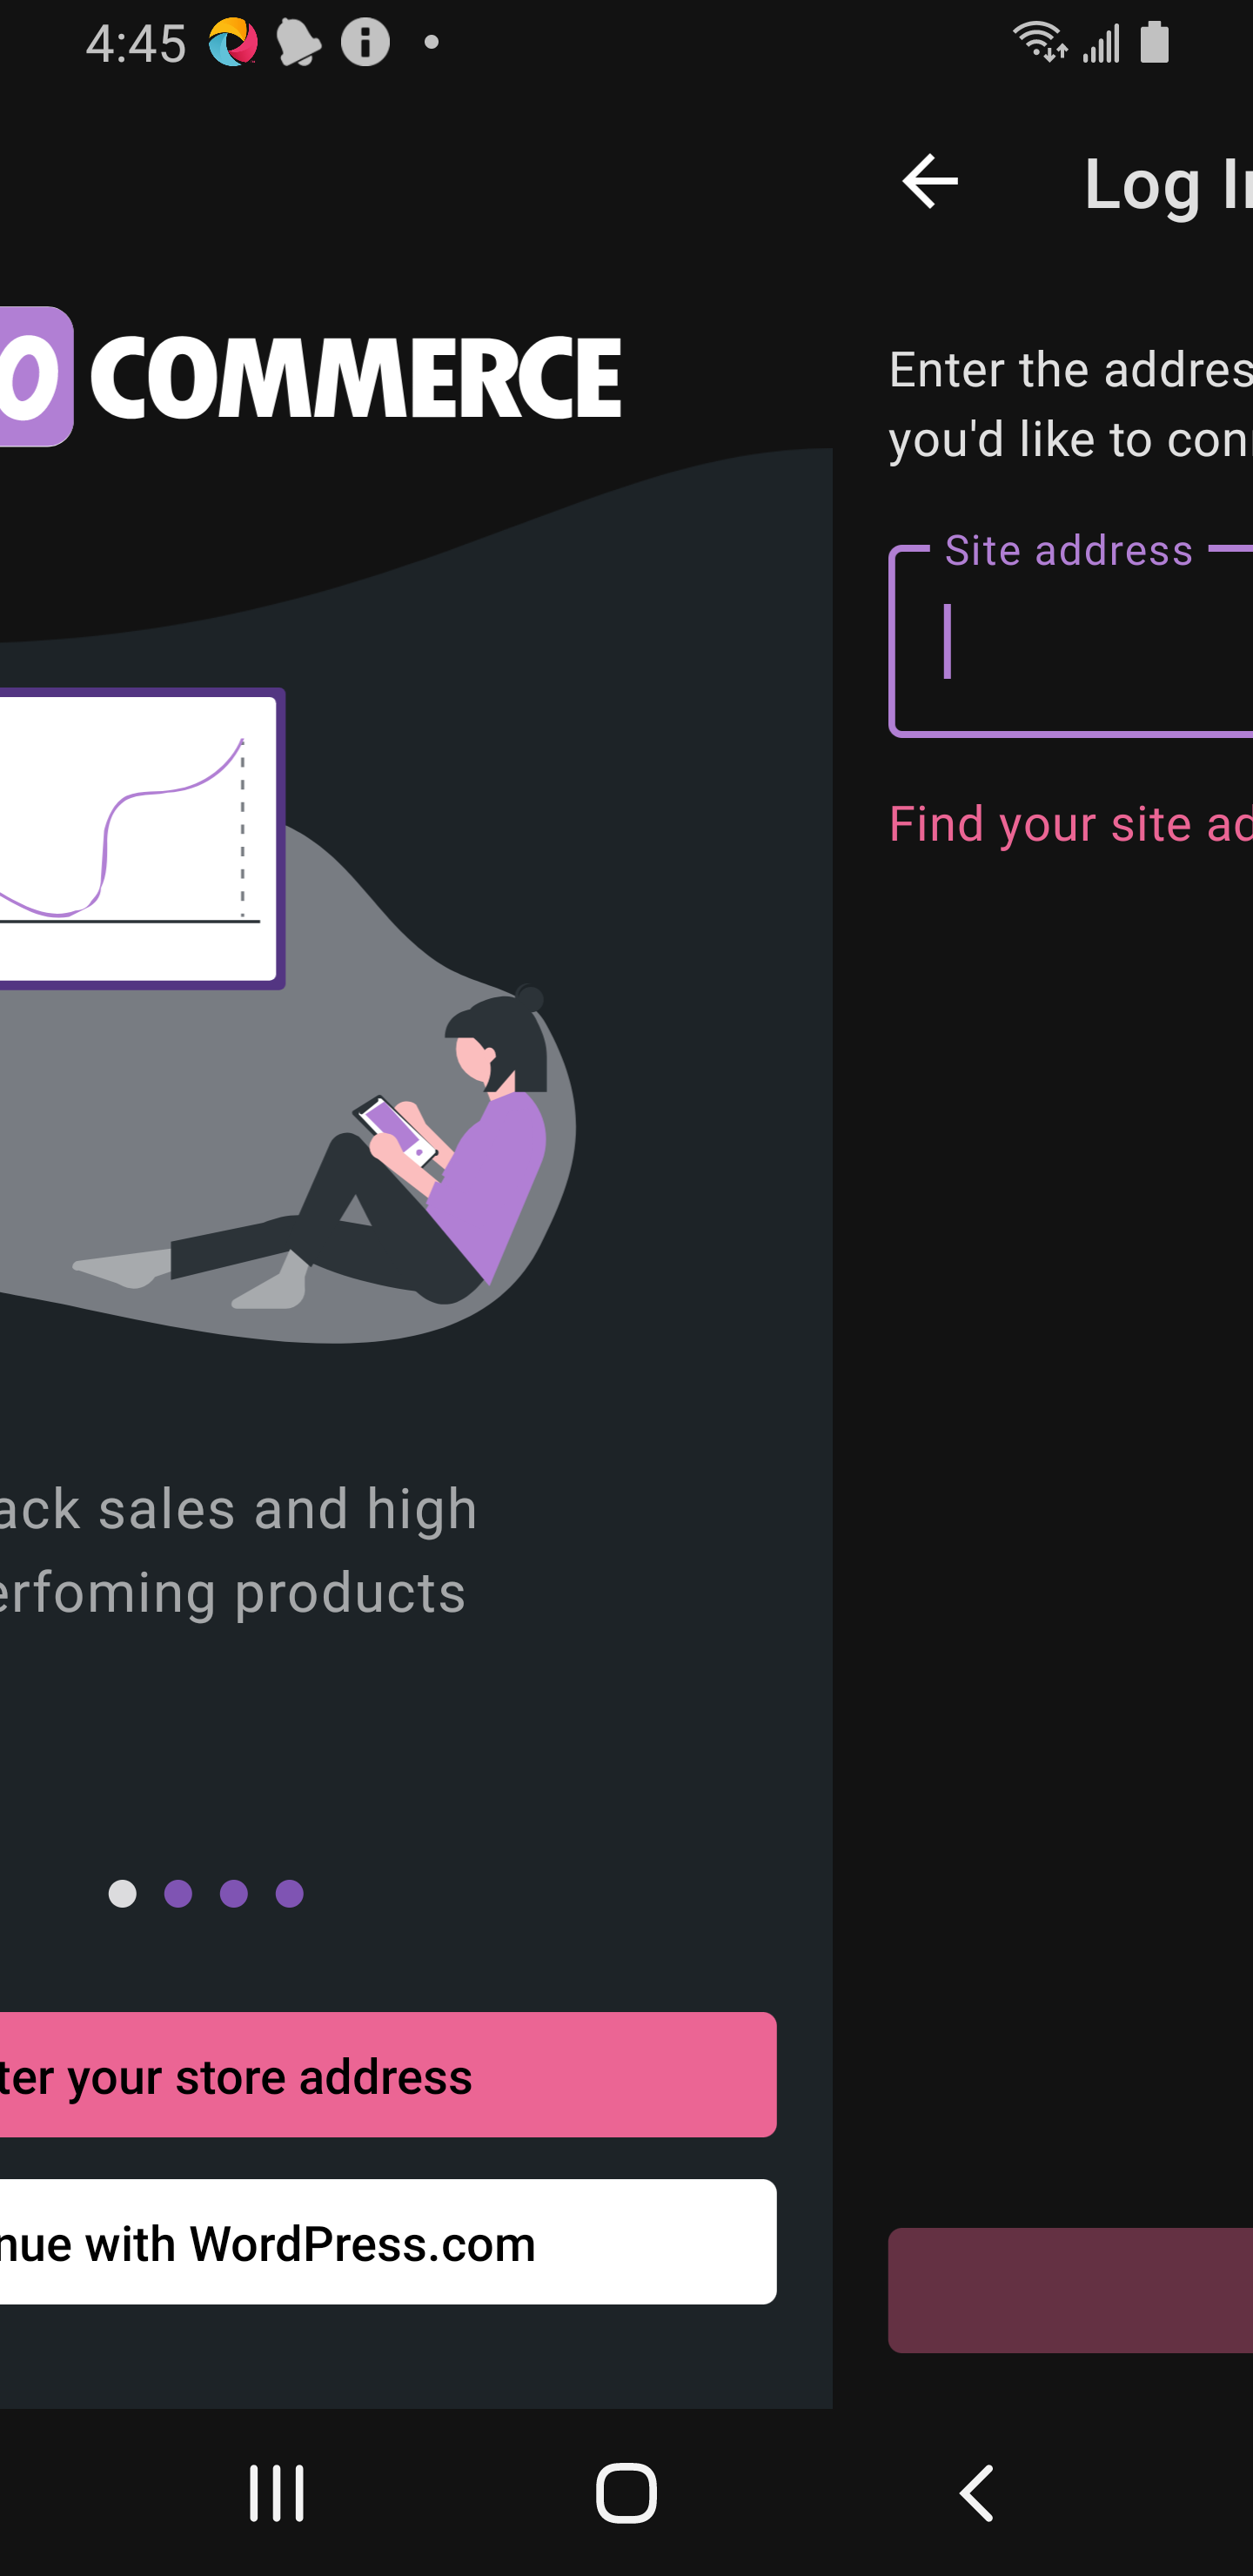 4:45
Log In
COMMERCE
Enter the addres
you'd like to con
Site address
Find your site ad
ack sales and high
erfoming products
ter your store address
nue with WordPress.com